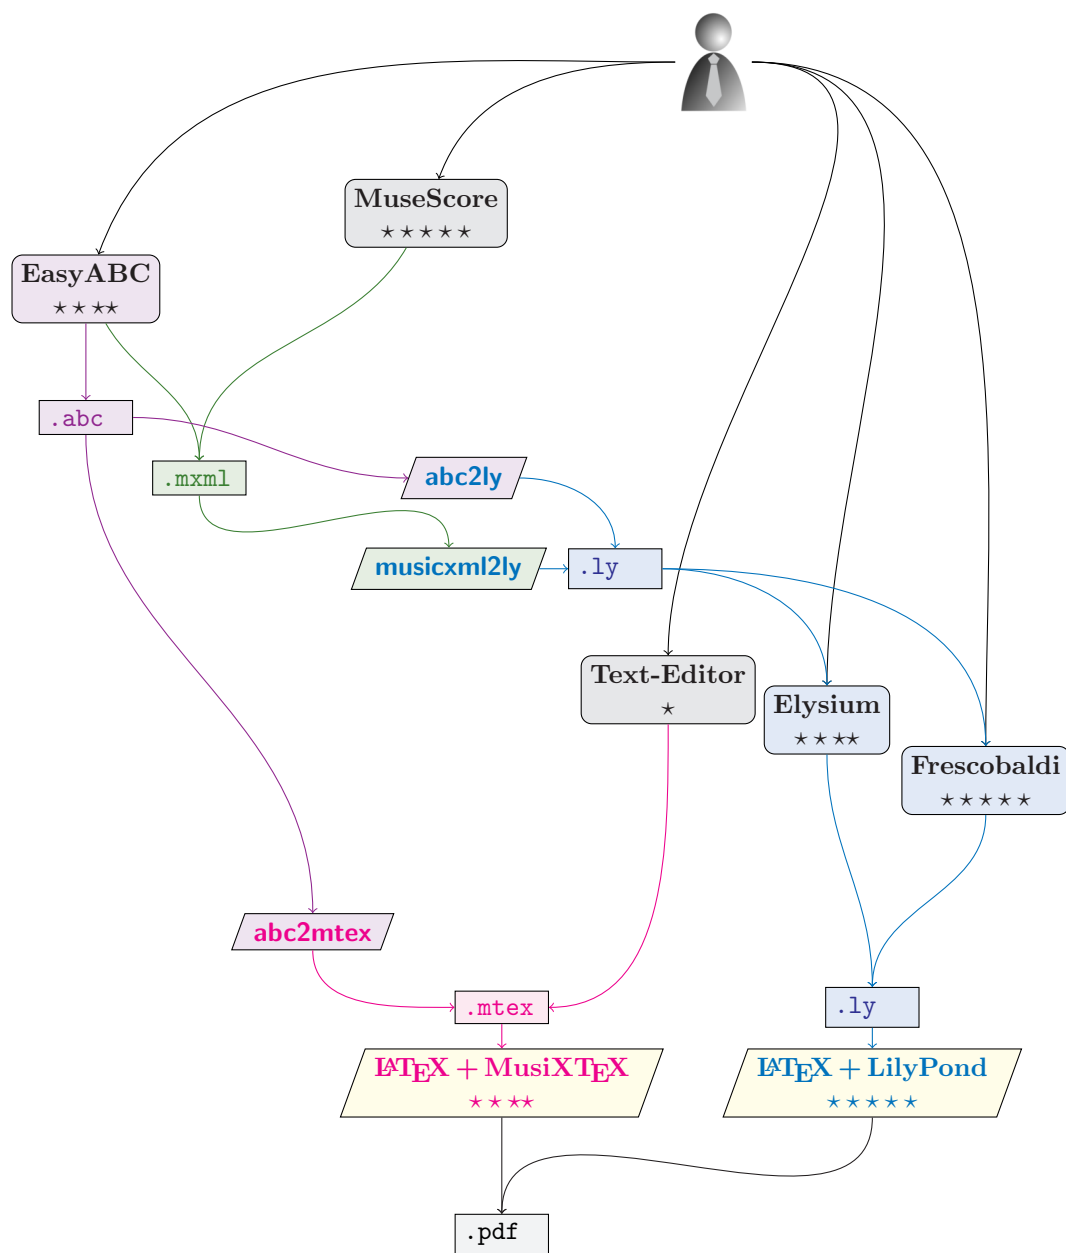 MuseScore
⋆⋆⋆⋆⋆
EasyABC
⋆⋆⋆⋆
.abc
.mxml
abc2ly
musicxml2ly
.ly
Text-Editor
⋆
Elysium
⋆⋆⋆⋆
Frescobaldi
⋆⋆⋆⋆⋆
abc2mtex
.mtex
.ly
LATEX + MusiXTEX
⋆⋆⋆⋆
LATEX + LilyPond
⋆⋆⋆⋆⋆
.pdf